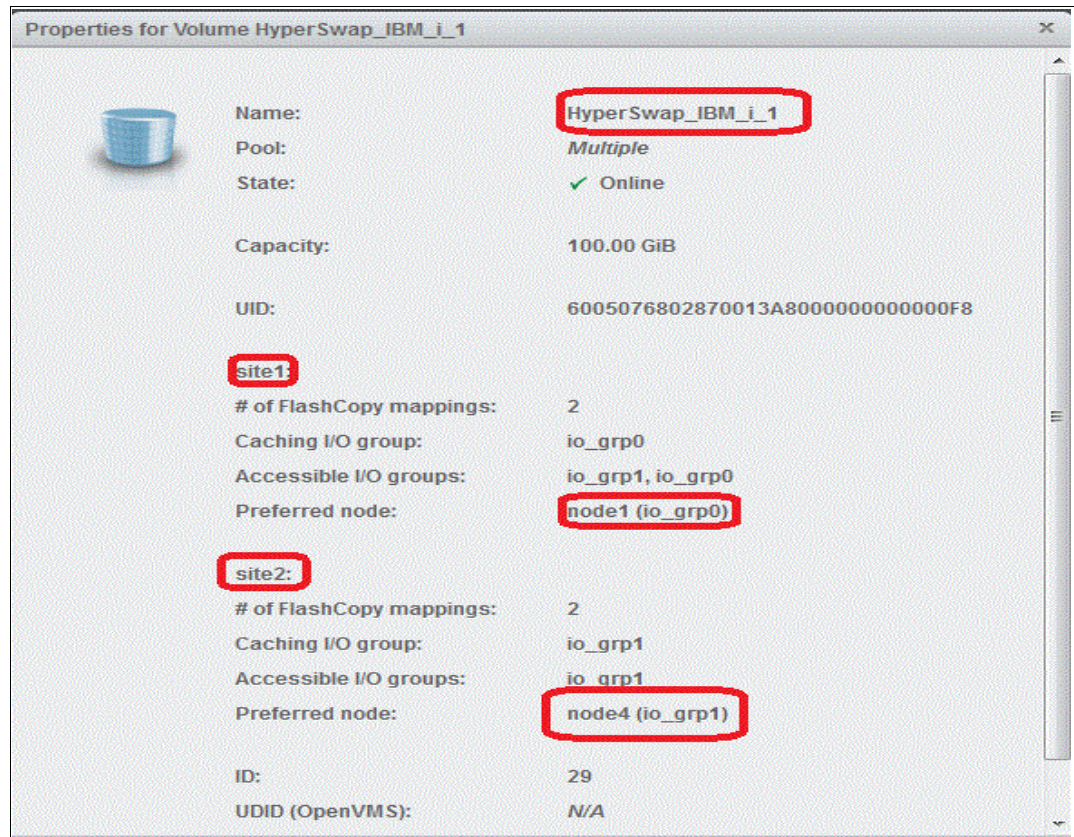 Properties for Volume HyperSwap_IBM_i_1
Name: HyperSwap_IBM_i_1
Pool: Multiple
State: ✓ Online
Capacity: 100.00 GiB
UID: 6005076802870013A8000000000000F8
site1:
# of FlashCopy mappings: 2
Caching I/O group: io_grp0
Accessible I/O groups: io_grp1, io_grp0
Preferred node: node1 (io_grp0)
site2:
# of FlashCopy mappings: 2
Caching I/O group: io_grp1
Accessible I/O groups: io_grp1
Preferred node: node4 (io_grp1)
ID: 29
UDID (OpenVMS): N/A